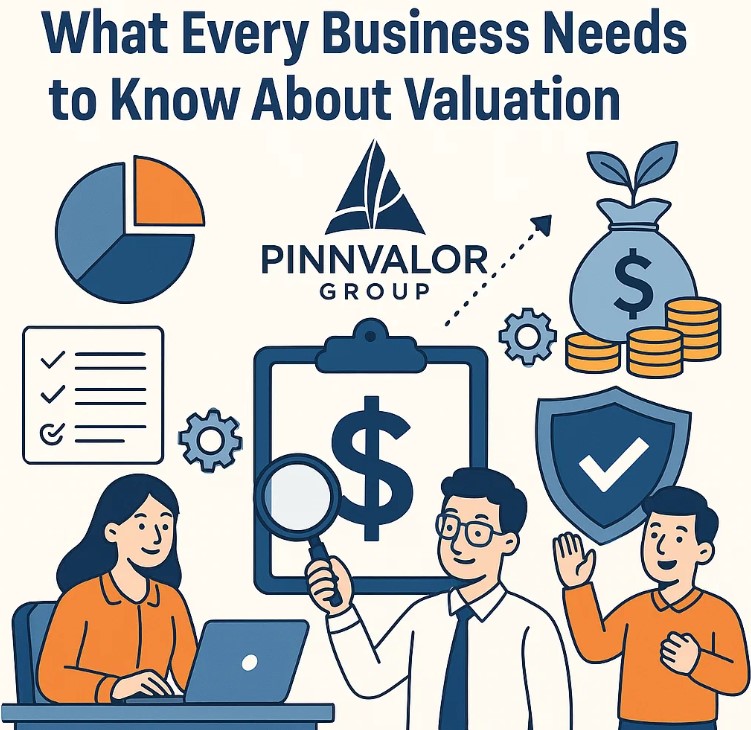 What Every Business Needs
to Know About Valuation
PINNVALOR
GROUP
$
$